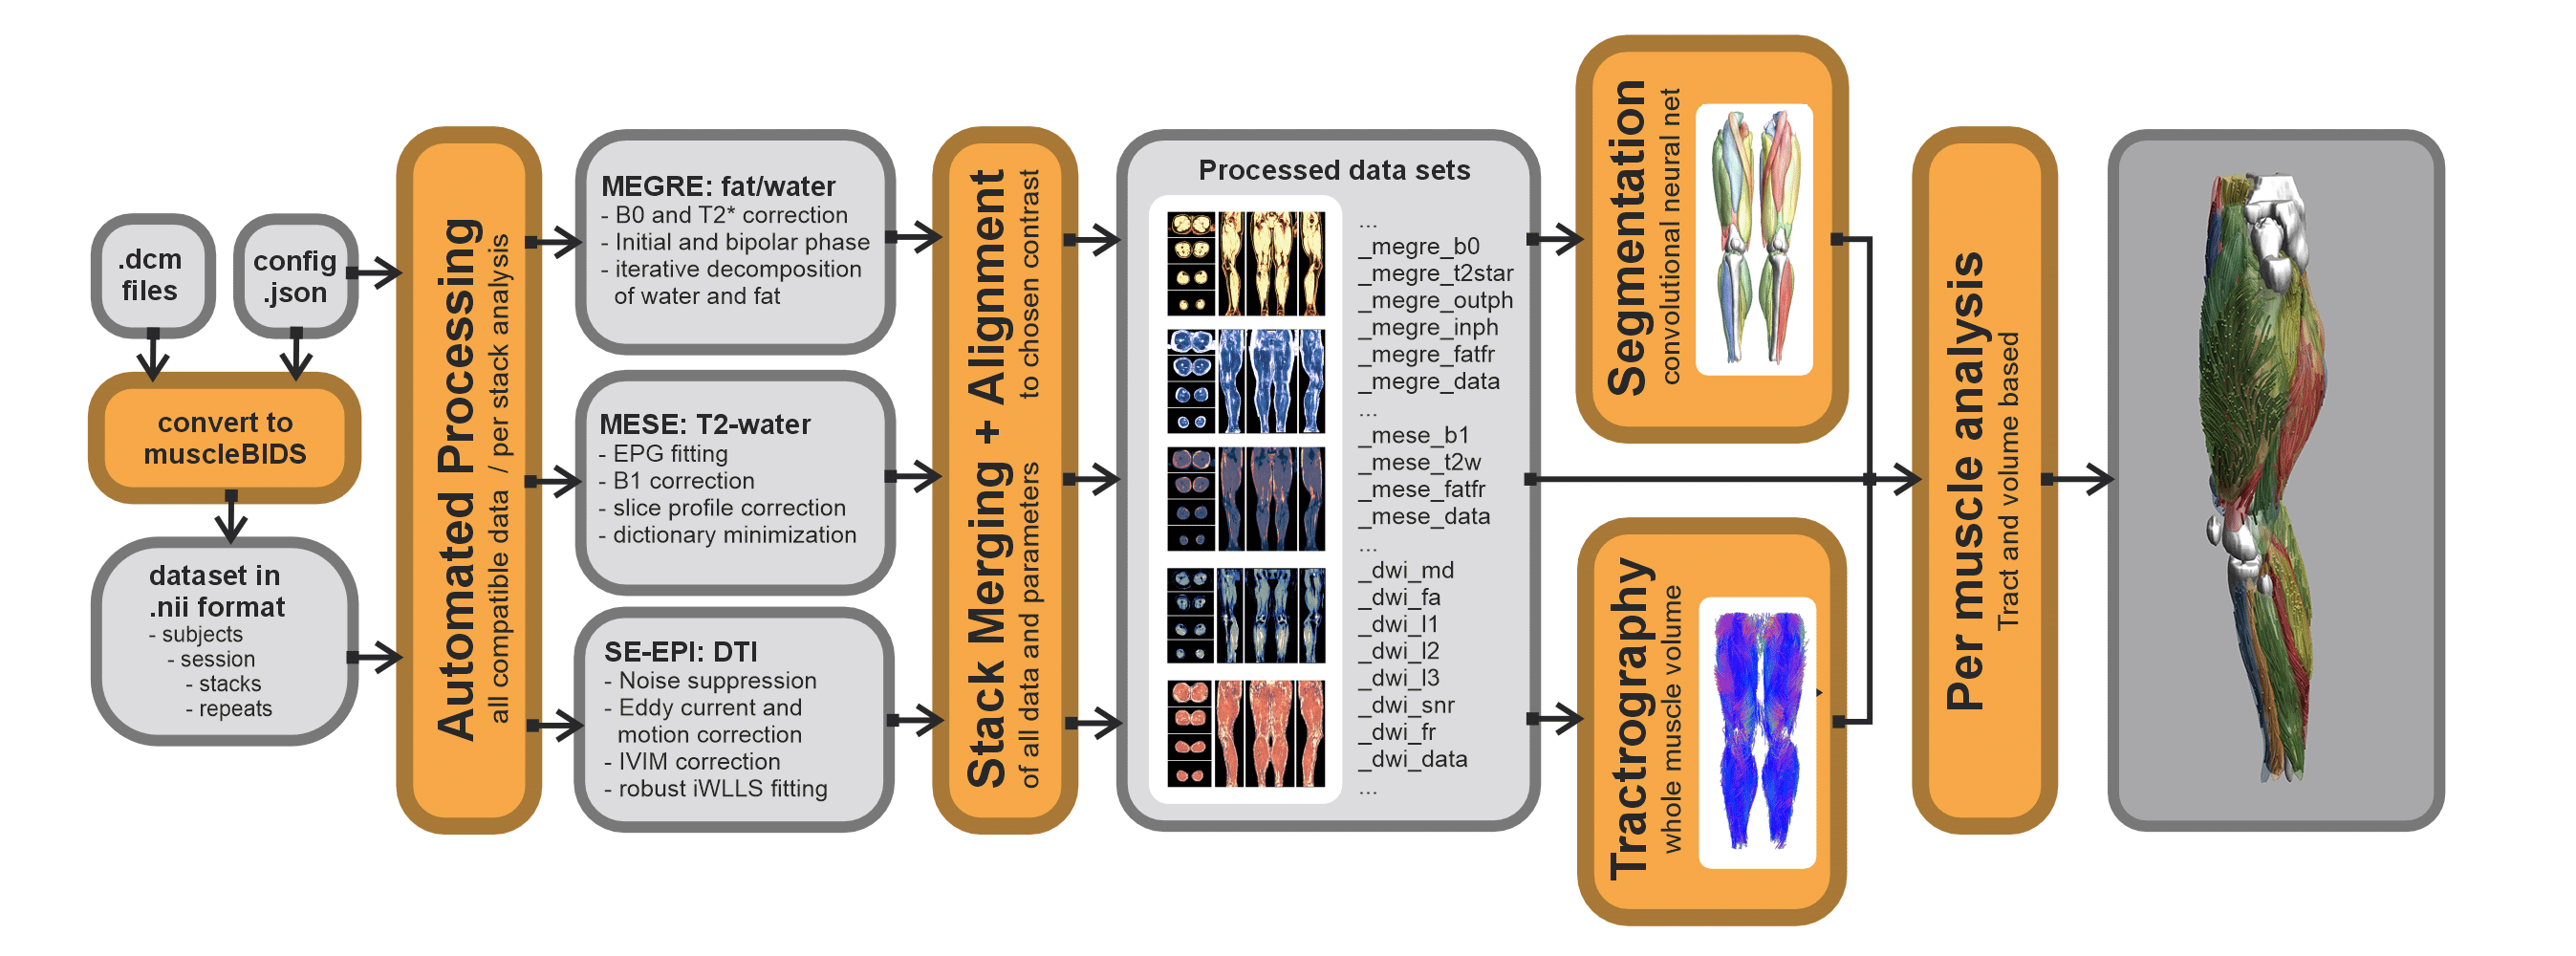 .dcm
files
config
.json
convert to
muscleBIDS
dataset in
.nii format
- subjects
- session
- stacks
- repeats
Automated Processing
all compatible data / per stack analysis
MEGRE: fat/water
- B0 and T2* correction
- Initial and bipolar phase
- iterative decomposition
of water and fat
MESE: T2-water
- EPG fitting
- B1 correction
- slice profile correction
- dictionary minimization
SE-EPI: DTI
- Noise suppression
- Eddy current and
motion correction
- IVIM correction
- robust iWLLS fitting
Stack Merging + Alignment
of all data and parameters to chosen contrast
Processed data sets
...
_megre_b0
_megre_t2star
_megre_outph
_megre_inph
_megre_fatfr
_megre_data
...
_mese_b1
_mese_t2w
_mese_fatfr
_mese_data
...
_dwi_md
_dwi_fa
_dwi_l1
_dwi_l2
_dwi_l3
_dwi_snr
_dwi_fr
_dwi_data
...
Segmentation
convolutional neural net
Tractrography
whole muscle volume
Per muscle analysis
Tract and volume based